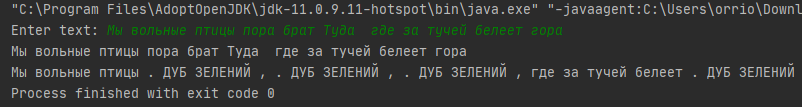 "C:\Program Files\AdoptOpenJDK\jdk-11.0.9.11-hotspot\bin\java.exe" "-javaagent:C:\Users\orrio\Downl
Enter text: Мы вольные птицы пора брат Туда  где за тучей белеет гора
Мы вольные птицы пора брат Туда  где за тучей белеет гора
Мы вольные птицы . ДУБ ЗЕЛЕНИЙ , . ДУБ ЗЕЛЕНИЙ , . ДУБ ЗЕЛЕНИЙ , где за тучей белеет . ДУБ ЗЕЛЕНИЙ
Process finished with exit code 0